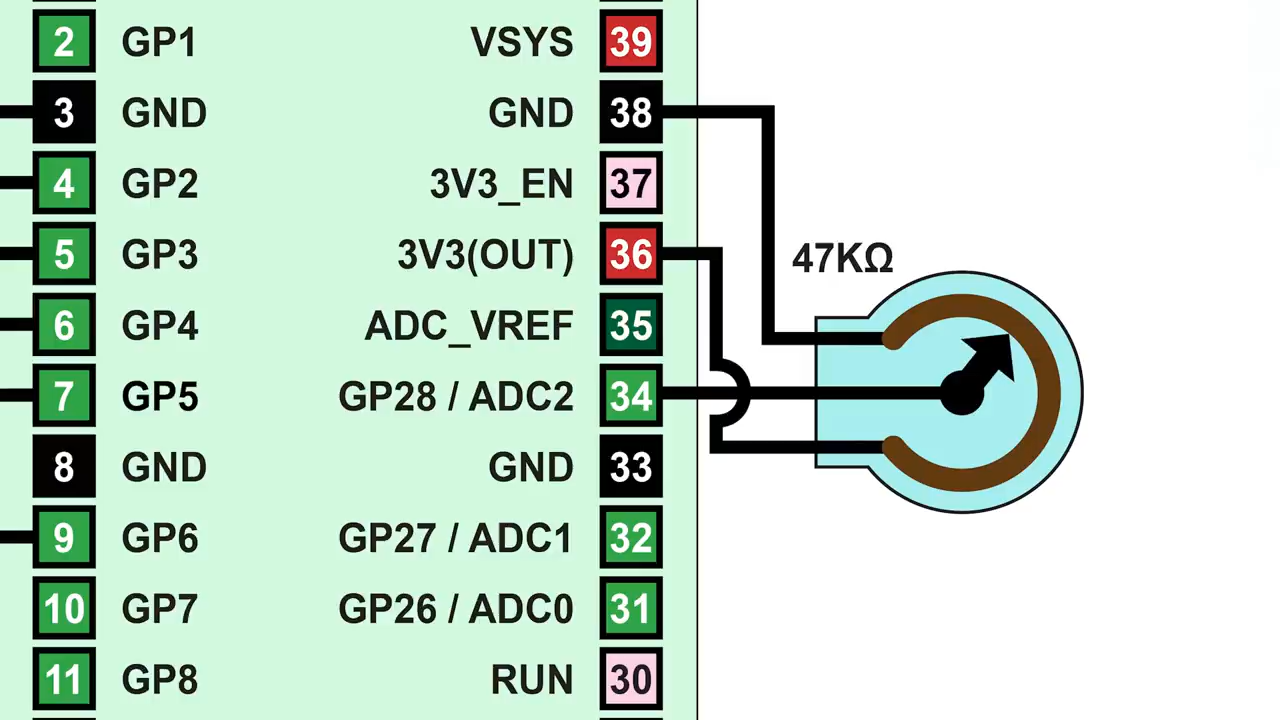 2 GP1 VSYS 39
3 GND GND 38
4 GP2 3V3_EN 37
5 GP3 3V3(OUT) 36
47KΩ
6 GP4 ADC_VREF 35
7 GP5 GP28 / ADC2 34
8 GND GND 33
9 GP6 GP27 / ADC1 32
10 GP7 GP26 / ADC0 31
11 GP8 RUN 30